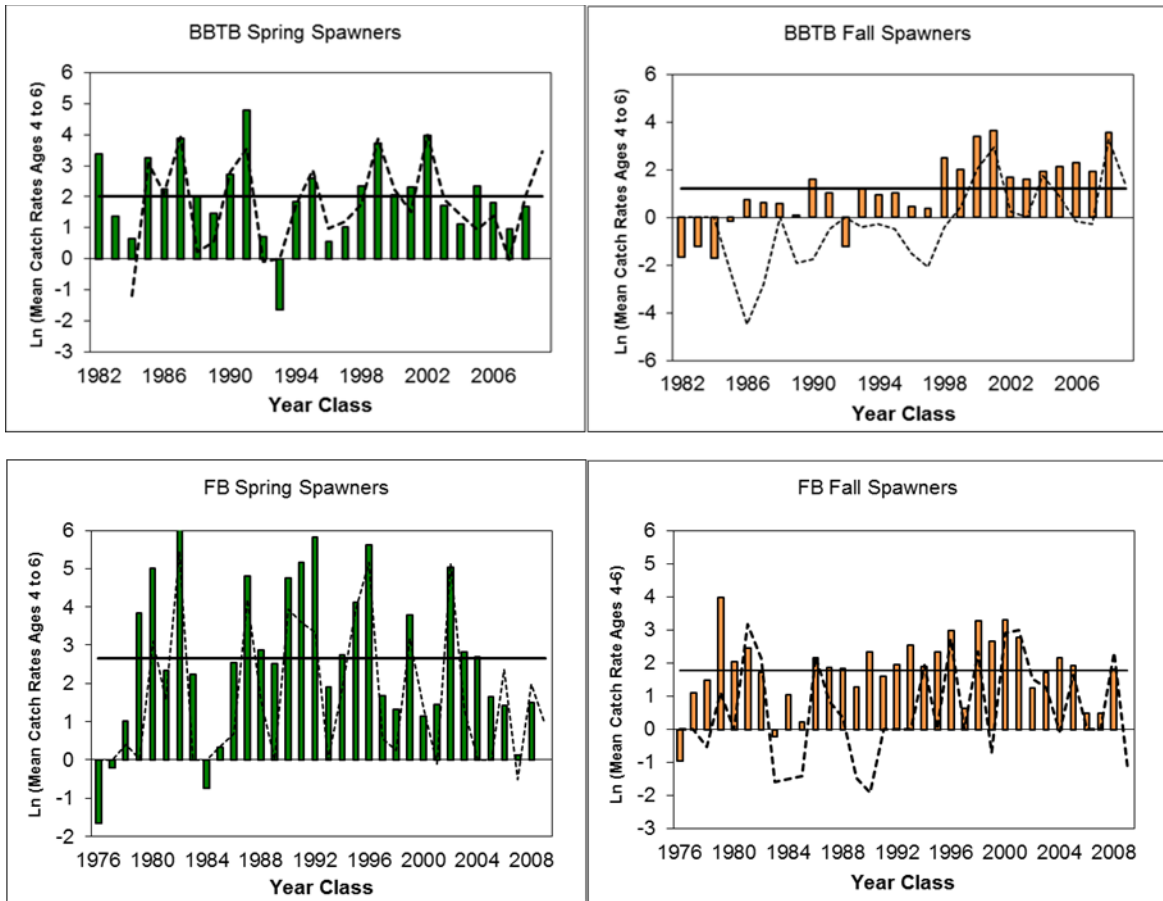 BBTB Spring Spawners
Ln (Mean Catch Rates Ages 4 to 6)
6
5
4
3
2
1
0
-1
-2
-3
1982 1986 1990 1994 1998 2002 2006
Year Class
BBTB Fall Spawners
Ln (Mean Catch Rates Ages 4 to 6)
6
4
2
0
-2
-4
-6
1982 1986 1990 1994 1998 2002 2006
Year Class
FB Spring Spawners
Ln (Mean Catch Rates Ages 4 to 6)
6
5
4
3
2
1
0
-1
-2
1976 1980 1984 1988 1992 1996 2000 2004 2008
Year Class
FB Fall Spawners
Ln (Mean Catch Rate Ages 4-6)
6
5
4
3
2
1
0
-1
-2
-3
1976 1980 1984 1988 1992 1996 2000 2004 2008
Year Class